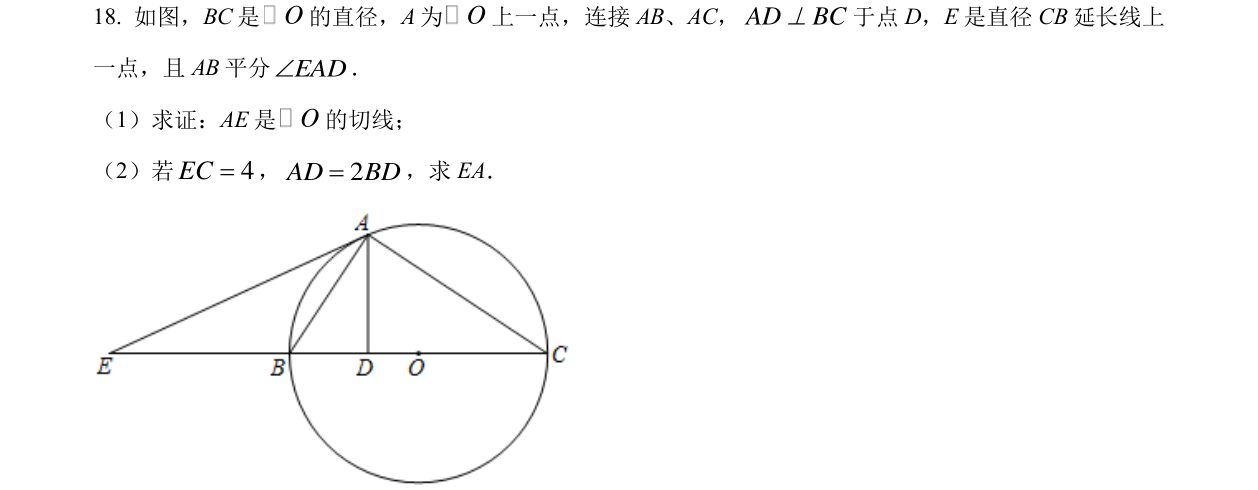 18. 如图，BC 是□ O 的直径，A 为□ O 上一点，连接 AB、AC， AD ⊥ BC 于点 D，E 是直径 CB 延长线上
一点，且 AB 平分∠EAD．
（1）求证：AE 是□ O 的切线；
（2）若 EC = 4， AD = 2BD，求 EA．
A
E
B
D
O
C